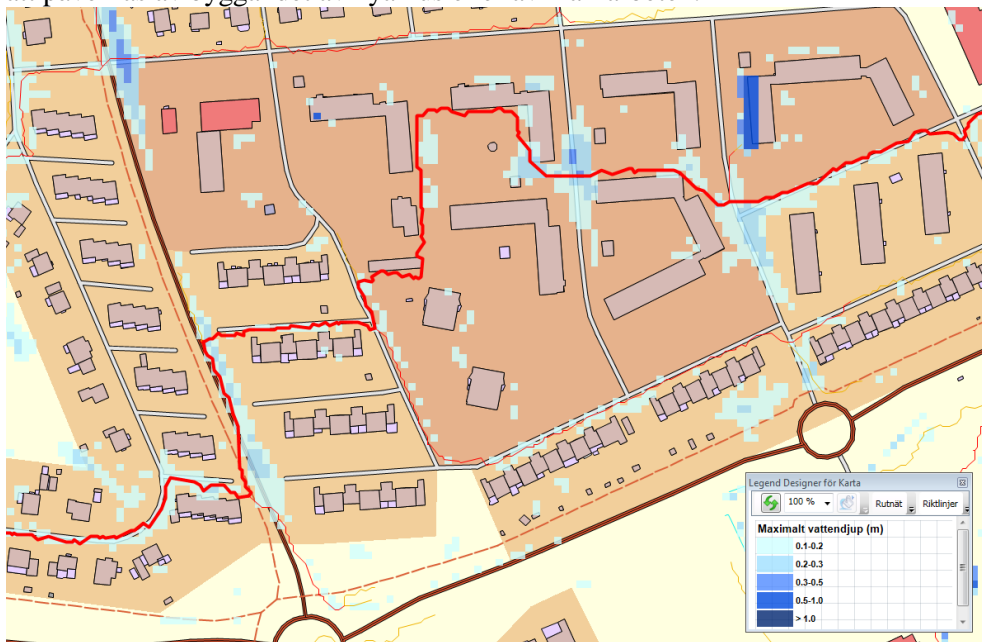 Legend Designer för Karta
100 %
Rutnät
Riktlinjer
Maximalt vattendjup (m)
0.1-0.2
0.2-0.3
0.3-0.5
0.5-1.0
> 1.0